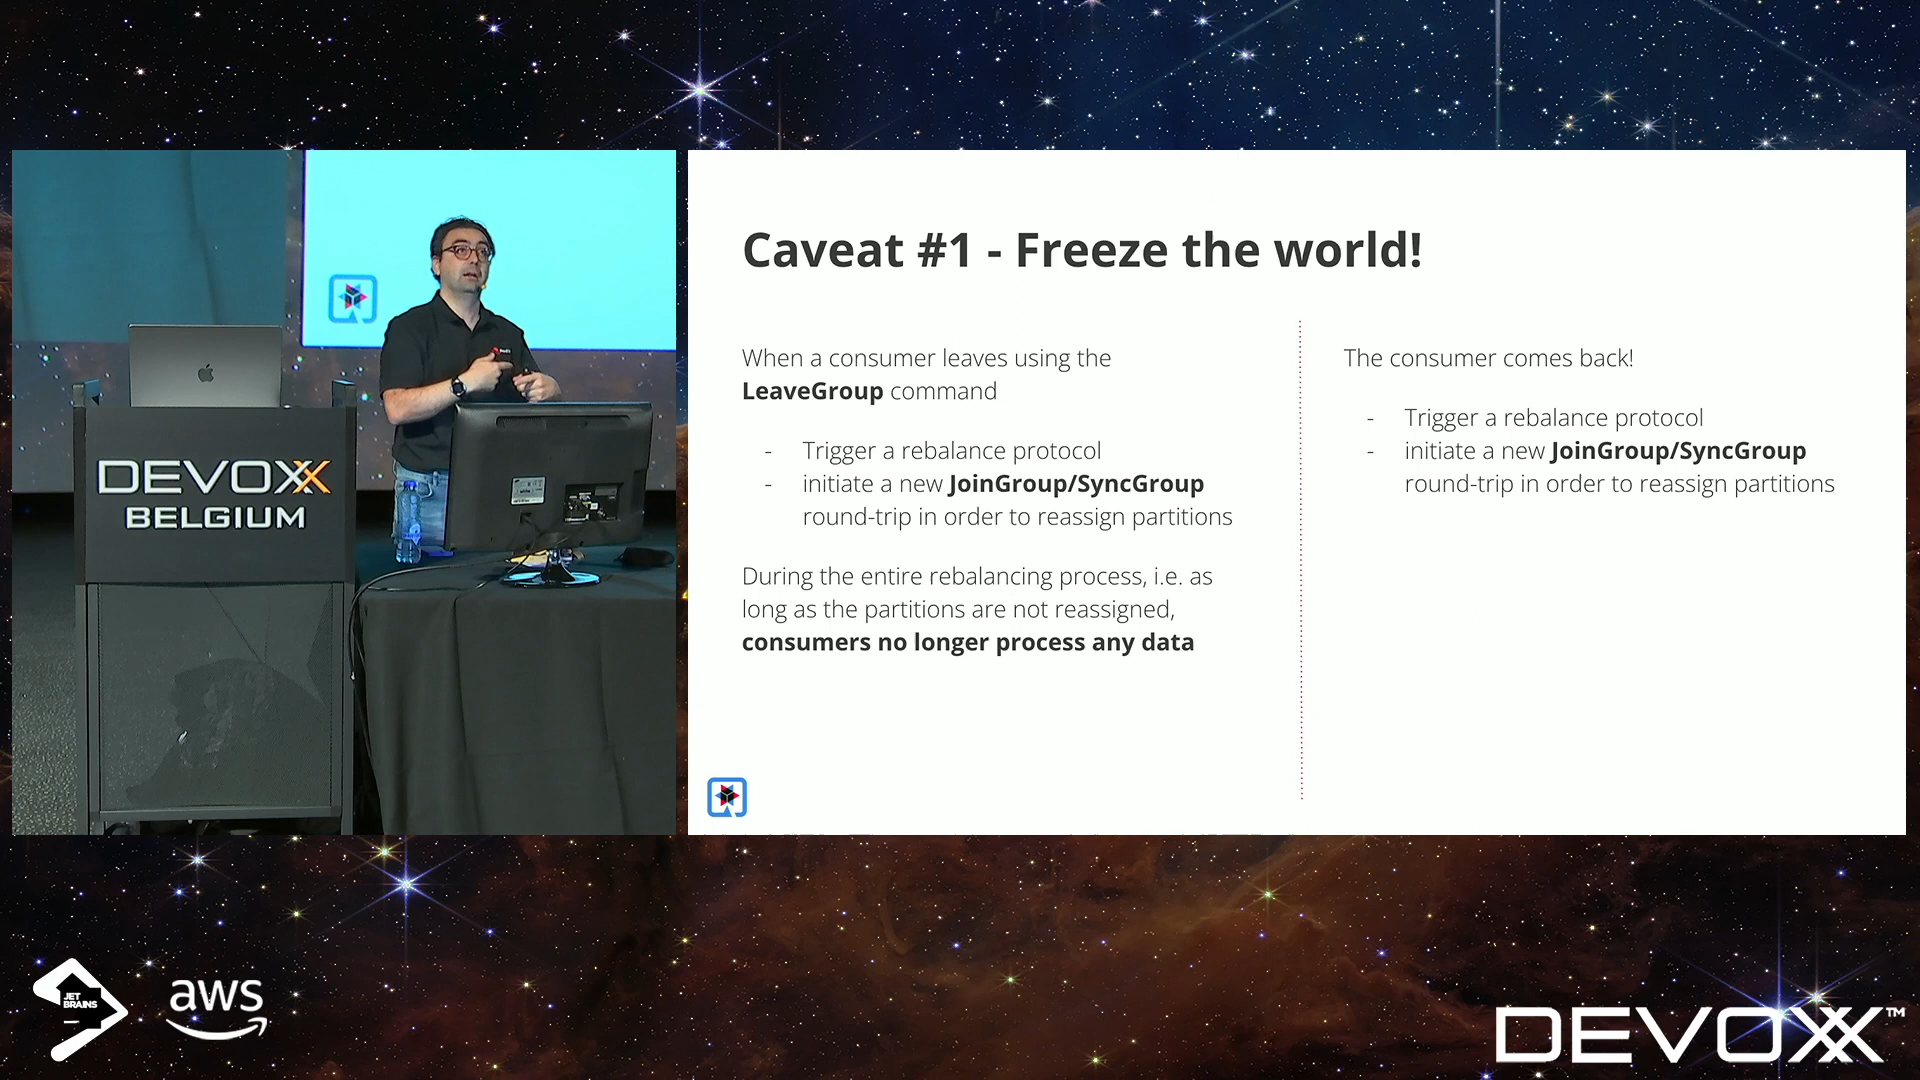 Caveat #1 - Freeze the world!
When a consumer leaves using the
LeaveGroup command
- Trigger a rebalance protocol
- initiate a new JoinGroup/SyncGroup
round-trip in order to reassign partitions
During the entire rebalancing process, i.e. as
long as the partitions are not reassigned,
consumers no longer process any data
The consumer comes back!
- Trigger a rebalance protocol
- initiate a new JoinGroup/SyncGroup
round-trip in order to reassign partitions
DEVOXX
BELGIUM
JET
BRAINS
aws
DEVOXX™